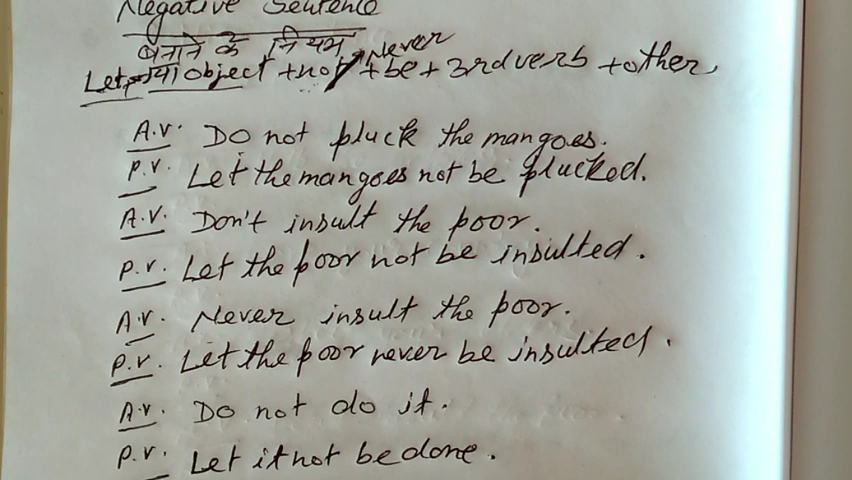 Negative Sentence
बनाने के नियम
Let + object + not / Never + be + 3rd verb + other
A.V. Do not pluck the mangoes.
P.V. Let the mangoes not be plucked.
A.V. Don't insult the poor.
P.V. Let the poor not be insulted.
A.V. Never insult the poor.
P.V. Let the poor never be insulted.
A.V. Do not do it.
P.V. Let it not be done.